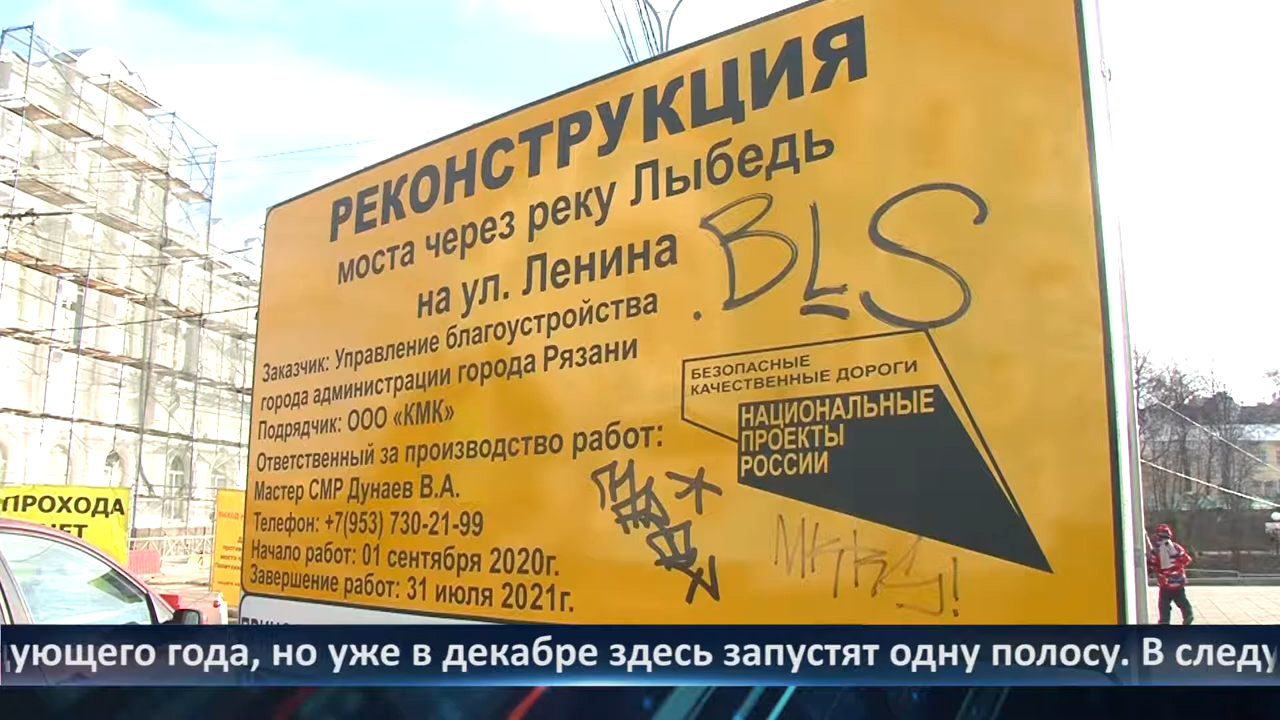 РЕКОНСТРУКЦИЯ
моста через реку Лыбедь
на ул. Ленина
Заказчик: Управление благоустройства
города администрации города Рязани
Подрядчик: ООО «КМК»
Ответственный за производство работ:
Мастер СМР Дунаев В.А.
Телефон: +7(953) 730-21-99
Начало работ: 01 сентября 2020г.
Завершение работ: 31 июля 2021г.
.BLS
БЕЗОПАСНЫЕ
КАЧЕСТВЕННЫЕ ДОРОГИ
НАЦИОНАЛЬНЫЕ
ПРОЕКТЫ
РОССИИ
ПРОХОДА
НЕТ
дующего года, но уже в декабре здесь запустят одну полосу. В следу